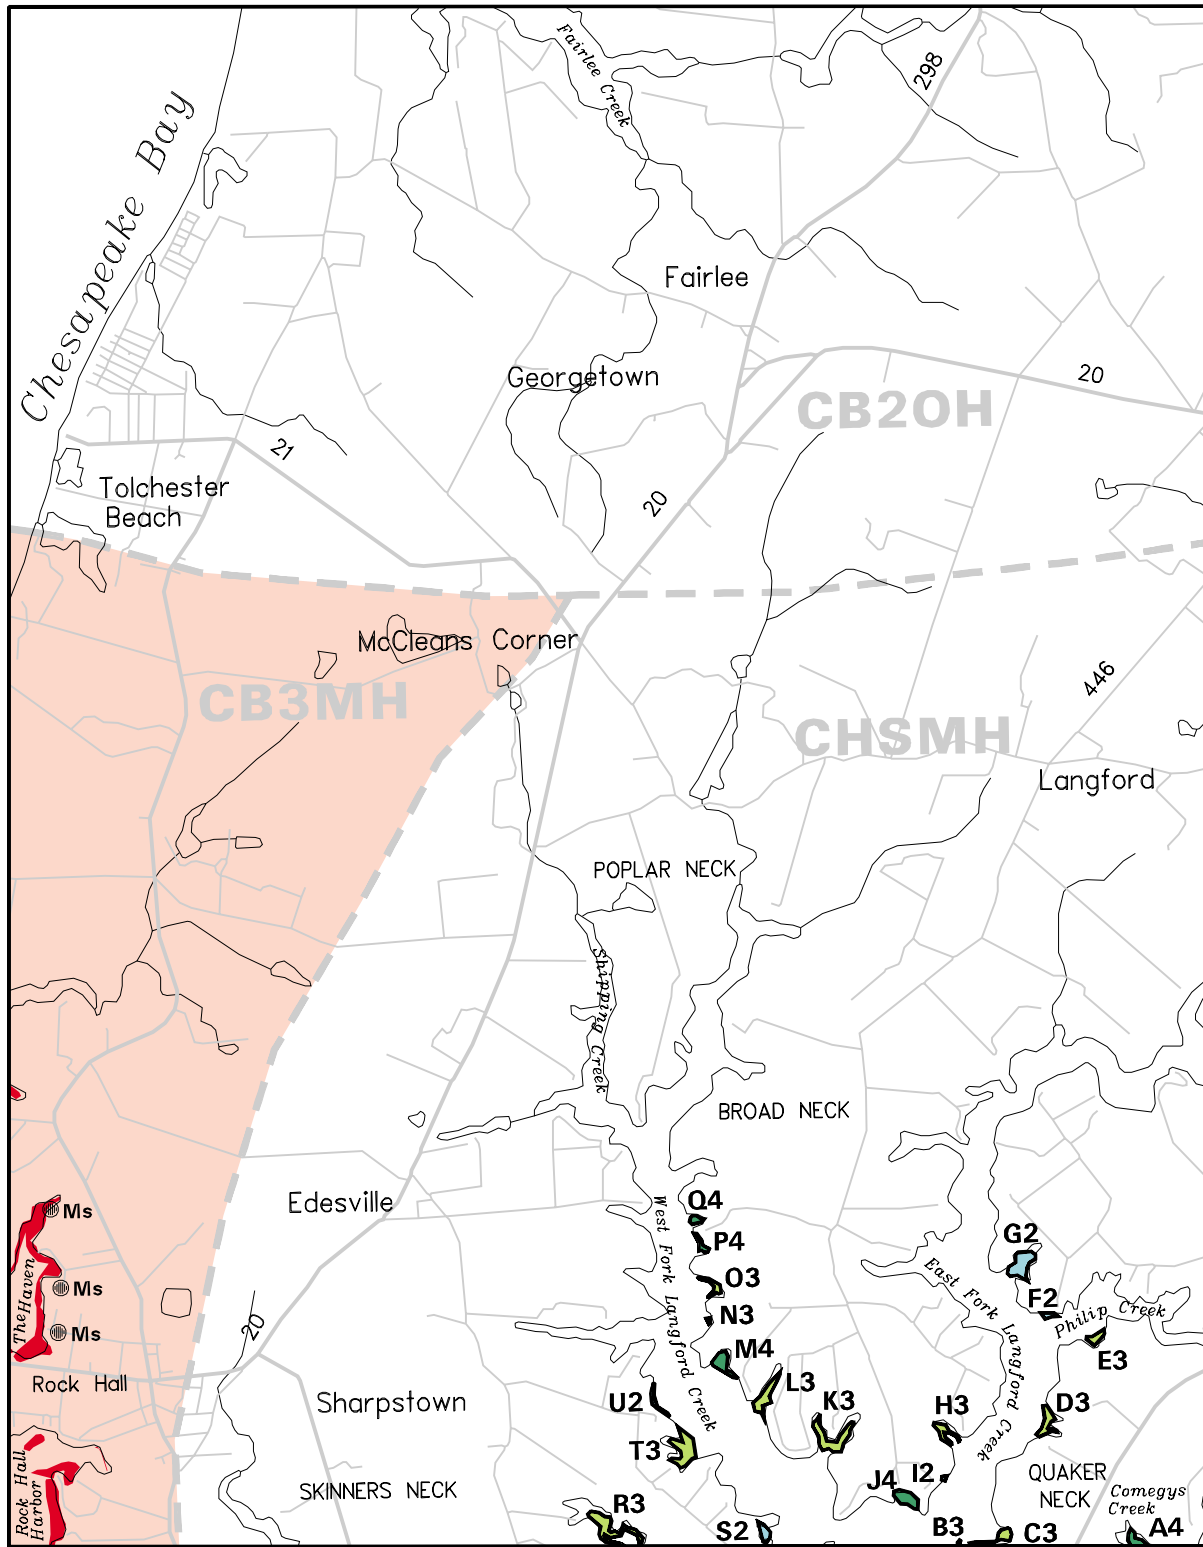 Fairlee Creek
298
Chesapeake Bay
Fairlee
Georgetown
20
CB2OH
21
Tolchester
Beach
20
McCleans Corner
CB3MH
446
CHSMH
Langford
POPLAR NECK
Shipping Creek
BROAD NECK
Edesville
Q4
Ms
West Fork Langford Creek
P4
G2
The Haven
East Fork Langford Creek
O3
Ms
F2
Philip Creek
N3
Ms
20
M4
E3
Rock Hall
L3
Sharpstown
U2
K3
H3
D3
T3
Rock Hall
Harbor
SKINNERS NECK
J4
I2
QUAKER
NECK
Comegys
Creek
R3
S2
B3
C3
A4